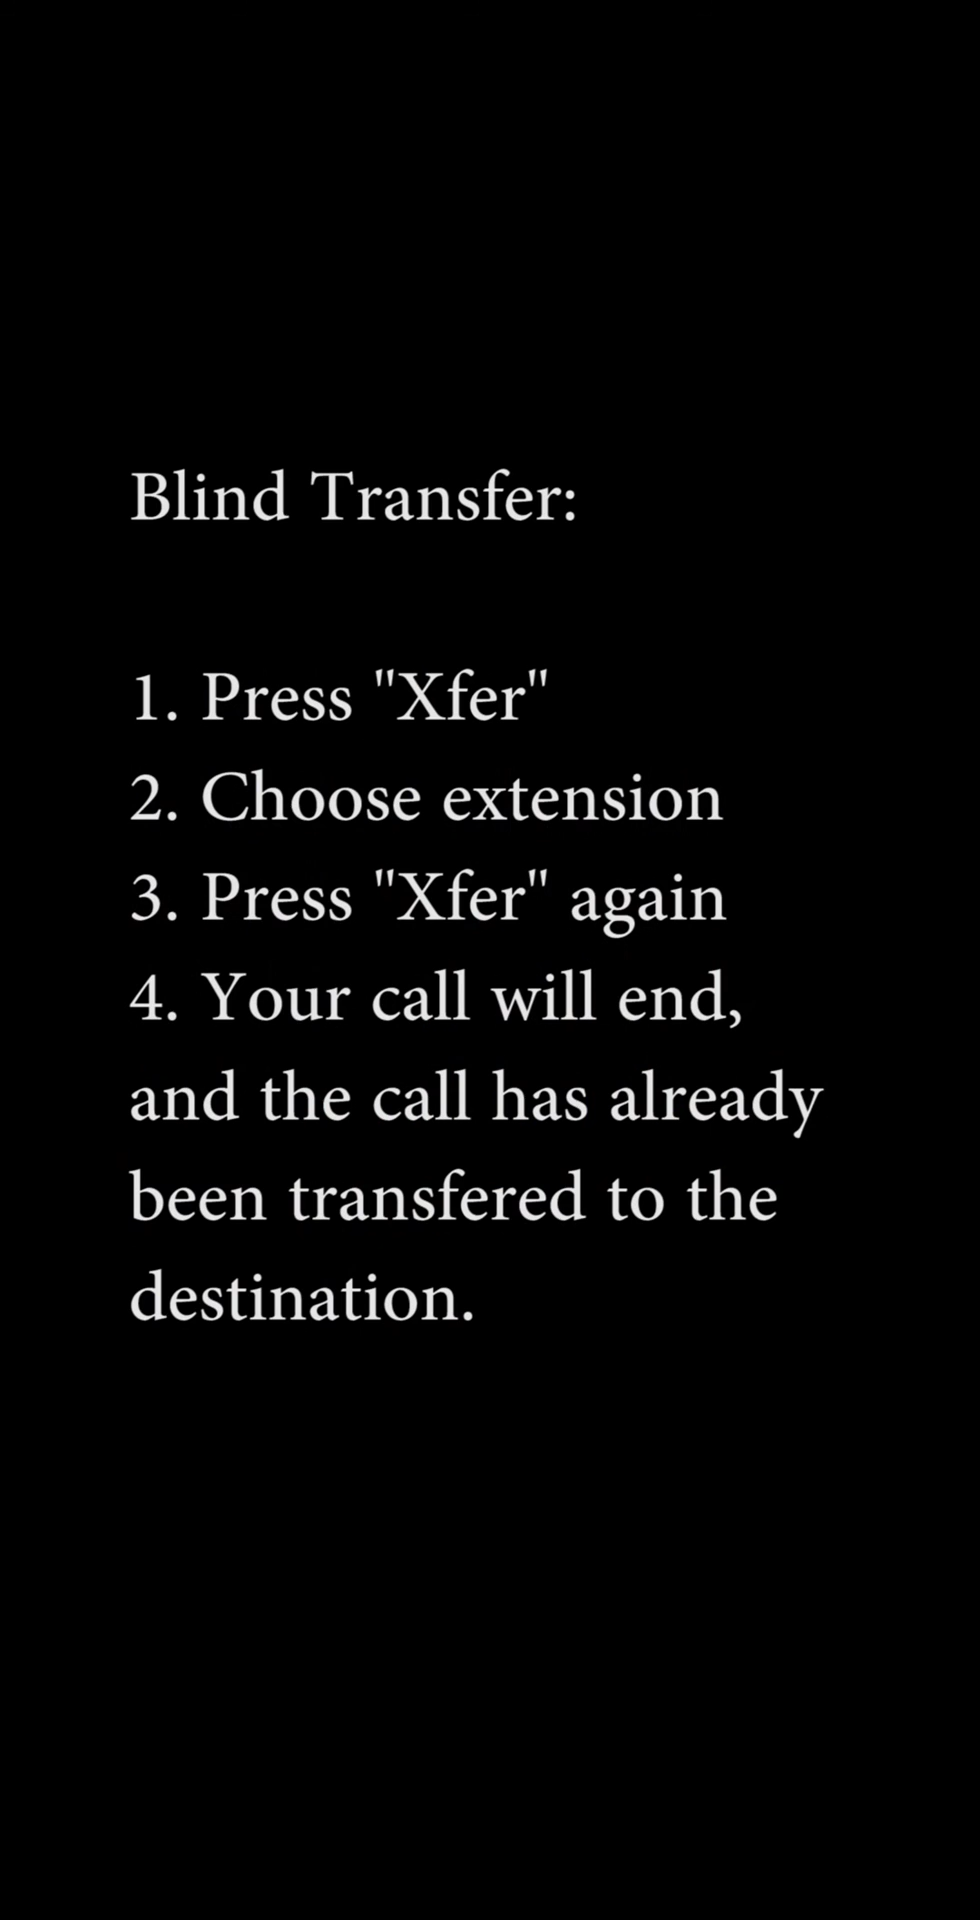 Blind Transfer:
1. Press "Xfer"
2. Choose extension
3. Press "Xfer" again
4. Your call will end,
and the call has already
been transfered to the
destination.